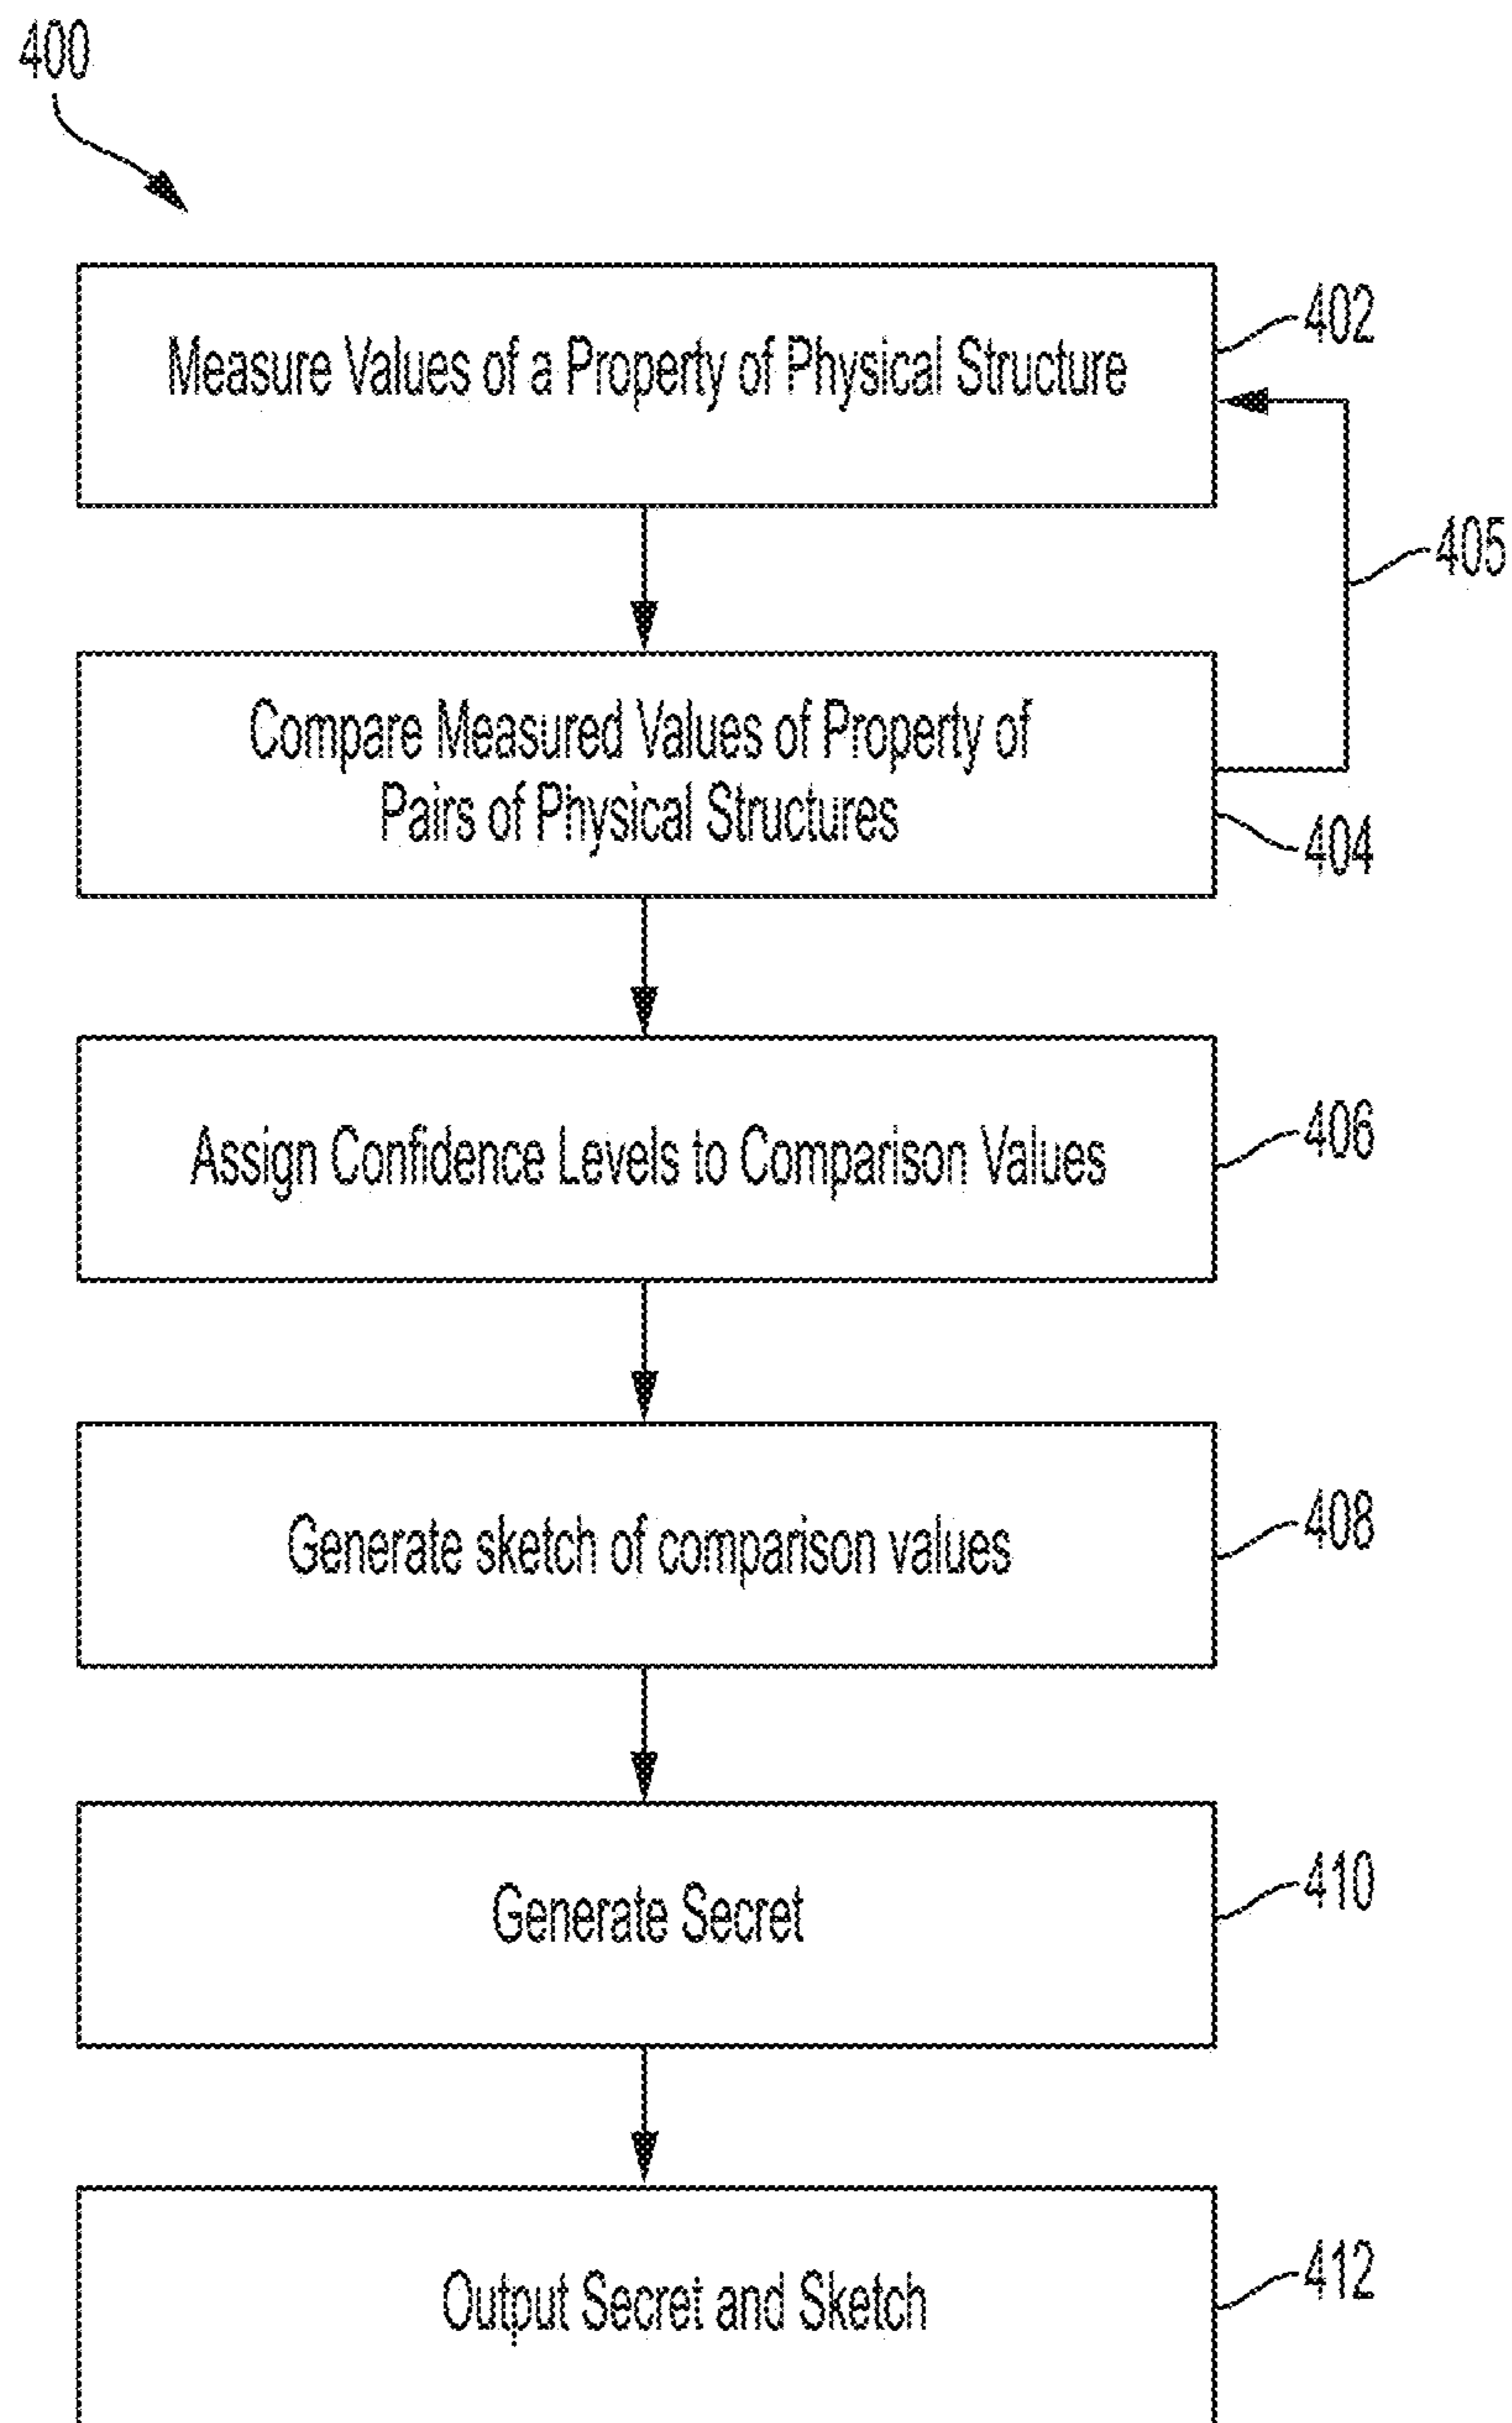 400
Measure Values of a Property of Physical Structure
402
405
Compare Measured Values of Property of
Pairs of Physical Structures
404
Assign Confidence Levels to Comparison Values
406
Generate sketch of comparison values
408
Generate Secret
410
Output Secret and Sketch
412